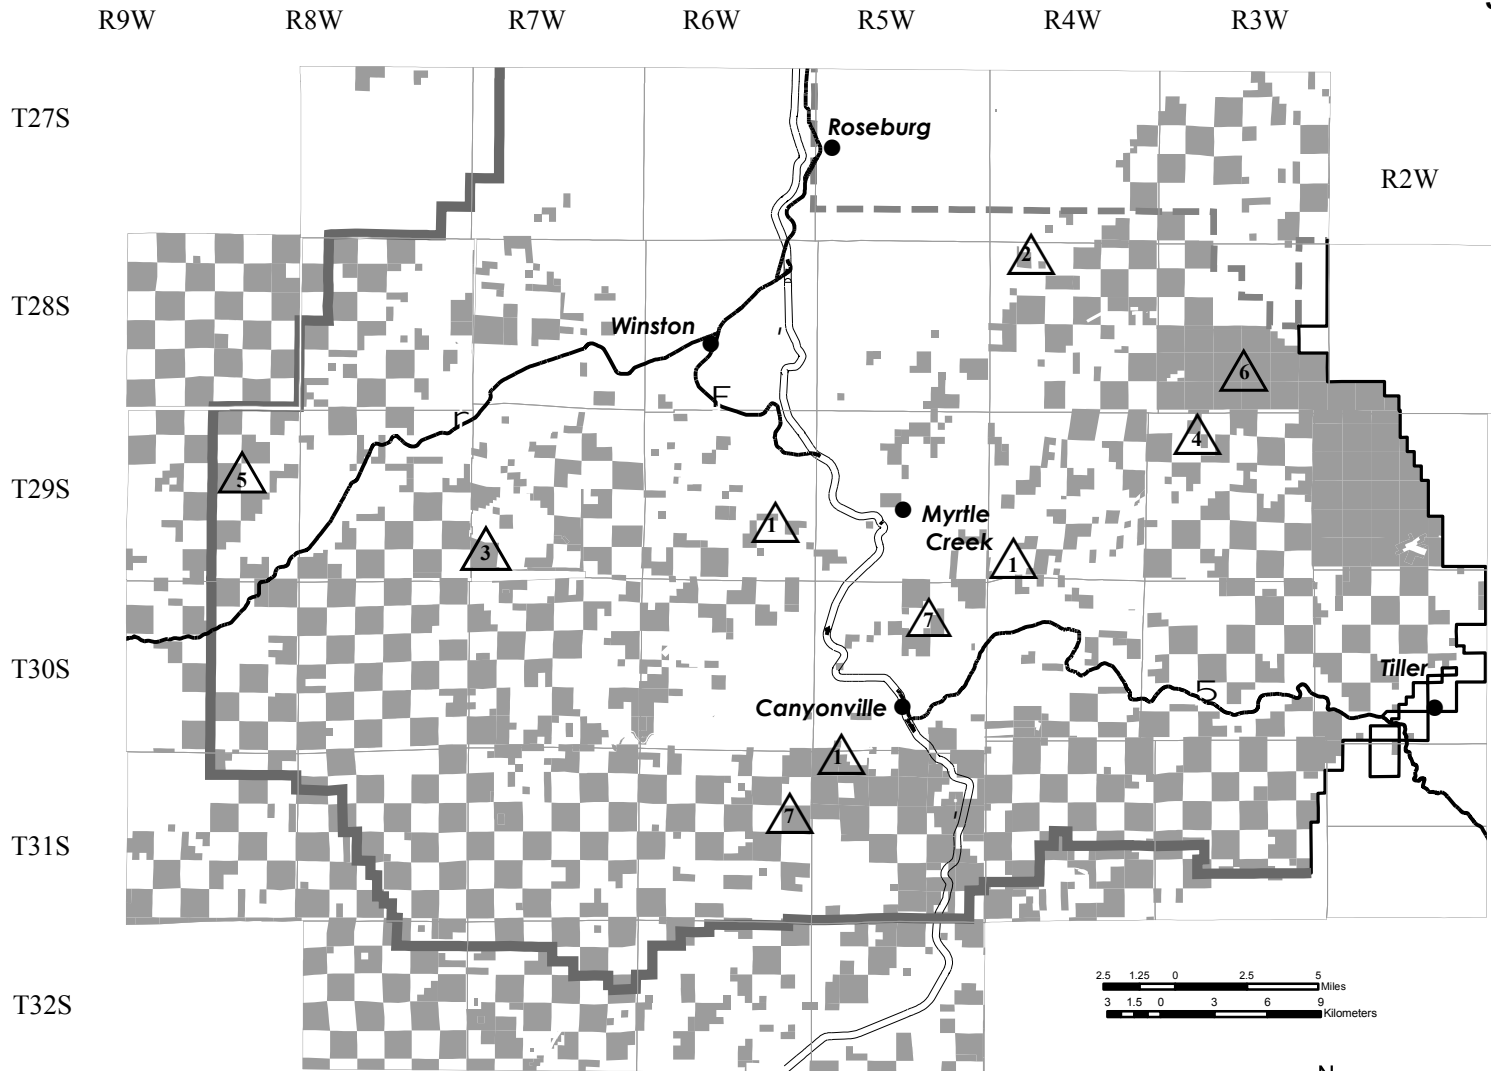 R9W R8W R7W R6W R5W R4W R3W
T27S
Roseburg
R2W
2
T28S
Winston
6
F
r
4
5
T29S
1
Myrtle
Creek
3
1
7
T30S
Tiller
5
Canyonville
1
7
T31S
2.5 1.25 0 2.5 5
Miles
T32S
3 1.5 0 3 6 9
Kilometers